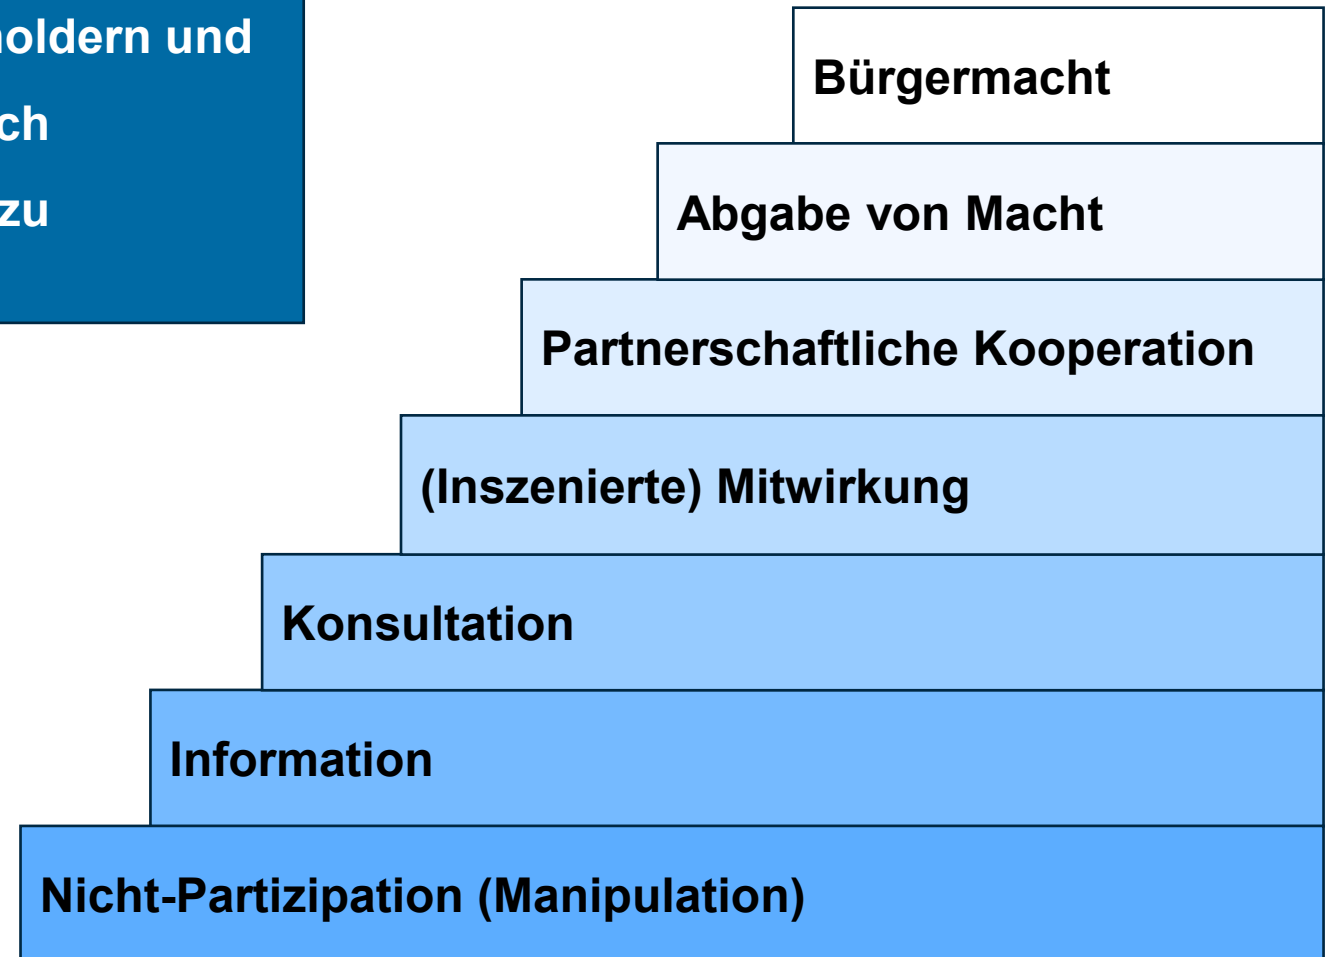 oldern und
ch
zu
Bürgermacht
Abgabe von Macht
Partnerschaftliche Kooperation
(Inszenierte) Mitwirkung
Konsultation
Information
Nicht-Partizipation (Manipulation)